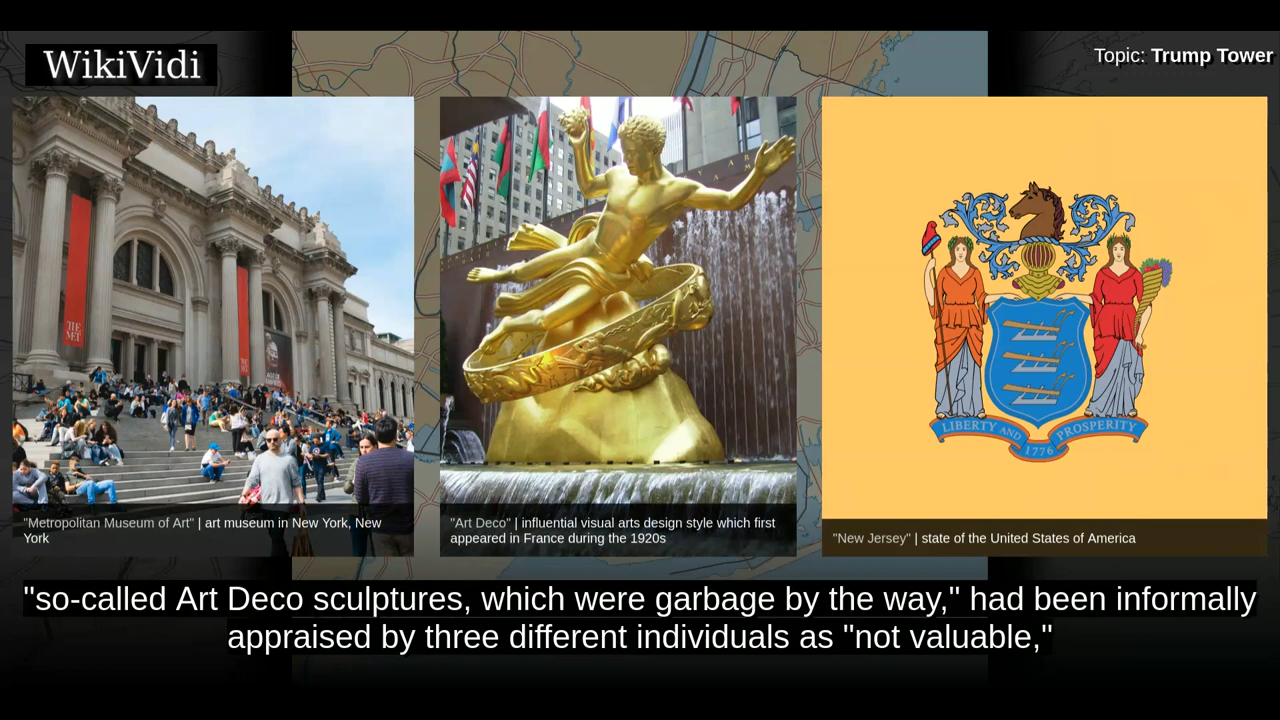 WikiVidi
Topic: Trump Tower
THE
MET
"Metropolitan Museum of Art" | art museum in New York, New
York
"Art Deco" | influential visual arts design style which first
appeared in France during the 1920s
LIBERTY AND PROSPERITY
1776
"New Jersey" | state of the United States of America
"so-called Art Deco sculptures, which were garbage by the way," had been informally
appraised by three different individuals as "not valuable,"